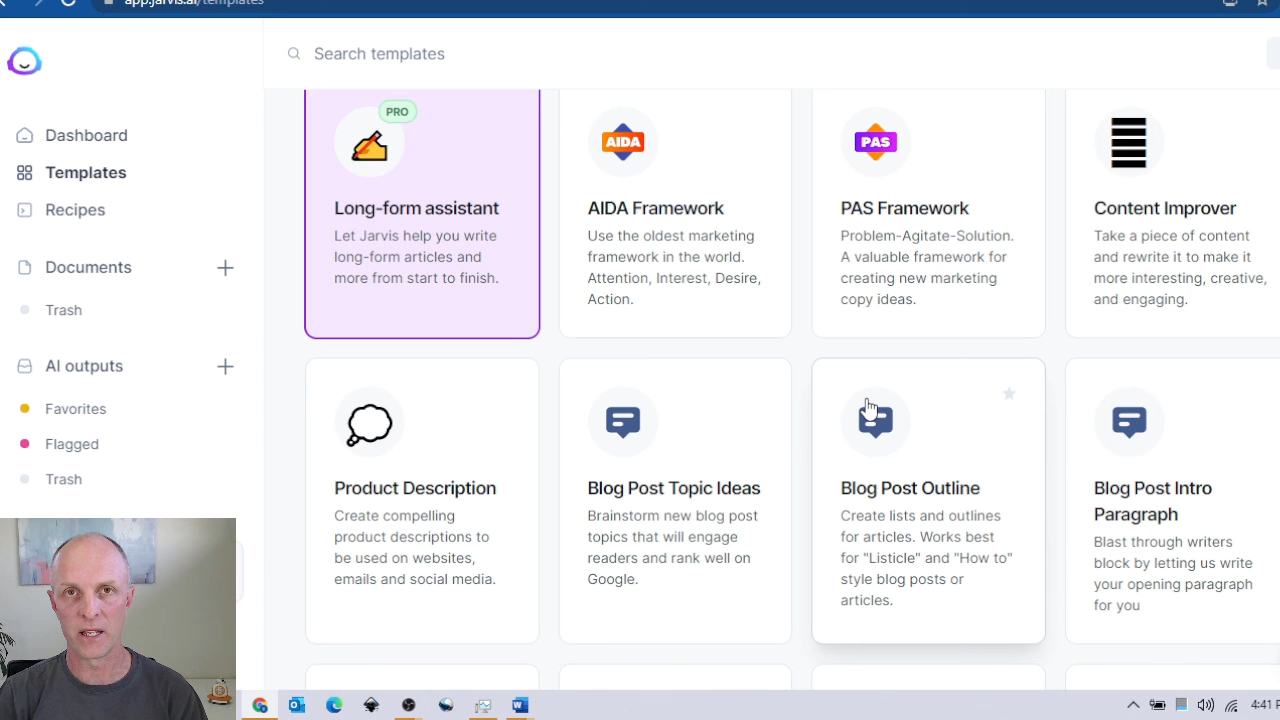 app.jarvis.ai/templates
Search templates
Dashboard
Templates
Recipes
Documents
Trash
AI outputs
Favorites
Flagged
Trash
PRO
Long-form assistant
Let Jarvis help you write
long-form articles and
more from start to finish.
AIDA
AIDA Framework
Use the oldest marketing
framework in the world.
Attention, Interest, Desire,
Action.
PAS
PAS Framework
Problem-Agitate-Solution.
A valuable framework for
creating new marketing
copy ideas.
Content Improver
Take a piece of content
and rewrite it to make it
more interesting, creative,
and engaging.
Product Description
Create compelling
product descriptions to
be used on websites,
emails and social media.
Blog Post Topic Ideas
Brainstorm new blog post
topics that will engage
readers and rank well on
Google.
Blog Post Outline
Create lists and outlines
for articles. Works best
for "Listicle" and "How to"
style blog posts or
articles.
Blog Post Intro
Paragraph
Blast through writers
block by letting us write
your opening paragraph
for you
4:41 P